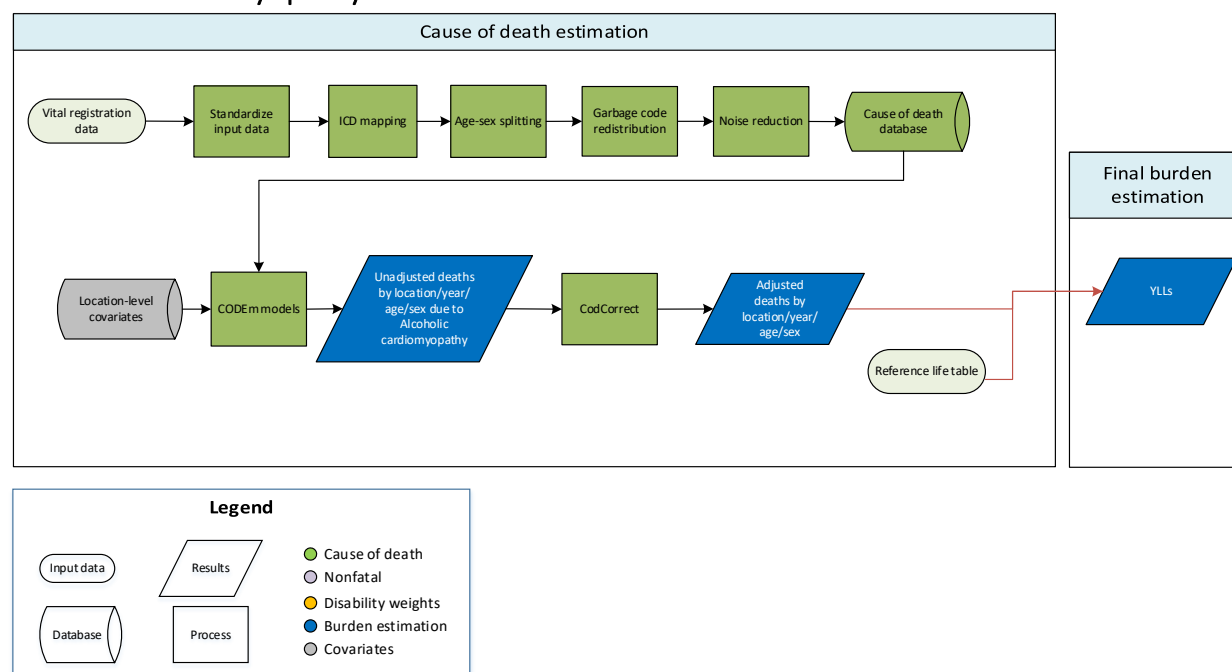 Cause of death estimation
Vital registration
data
Standardize
input data
ICD mapping
Age-sex splitting
Garbage code
redistribution
Noise reduction
Cause of death
database
Final burden
estimation
Location-level
covariates
CODEm models
Unadjusted deaths
by location/year/
age/sex due to
Alcoholic
cardiomyopathy
CodCorrect
Adjusted
deaths by
location/year/
age/sex
YLLs
Reference life table
Legend
Input data
Results
Database
Process
Cause of death
Nonfatal
Disability weights
Burden estimation
Covariates